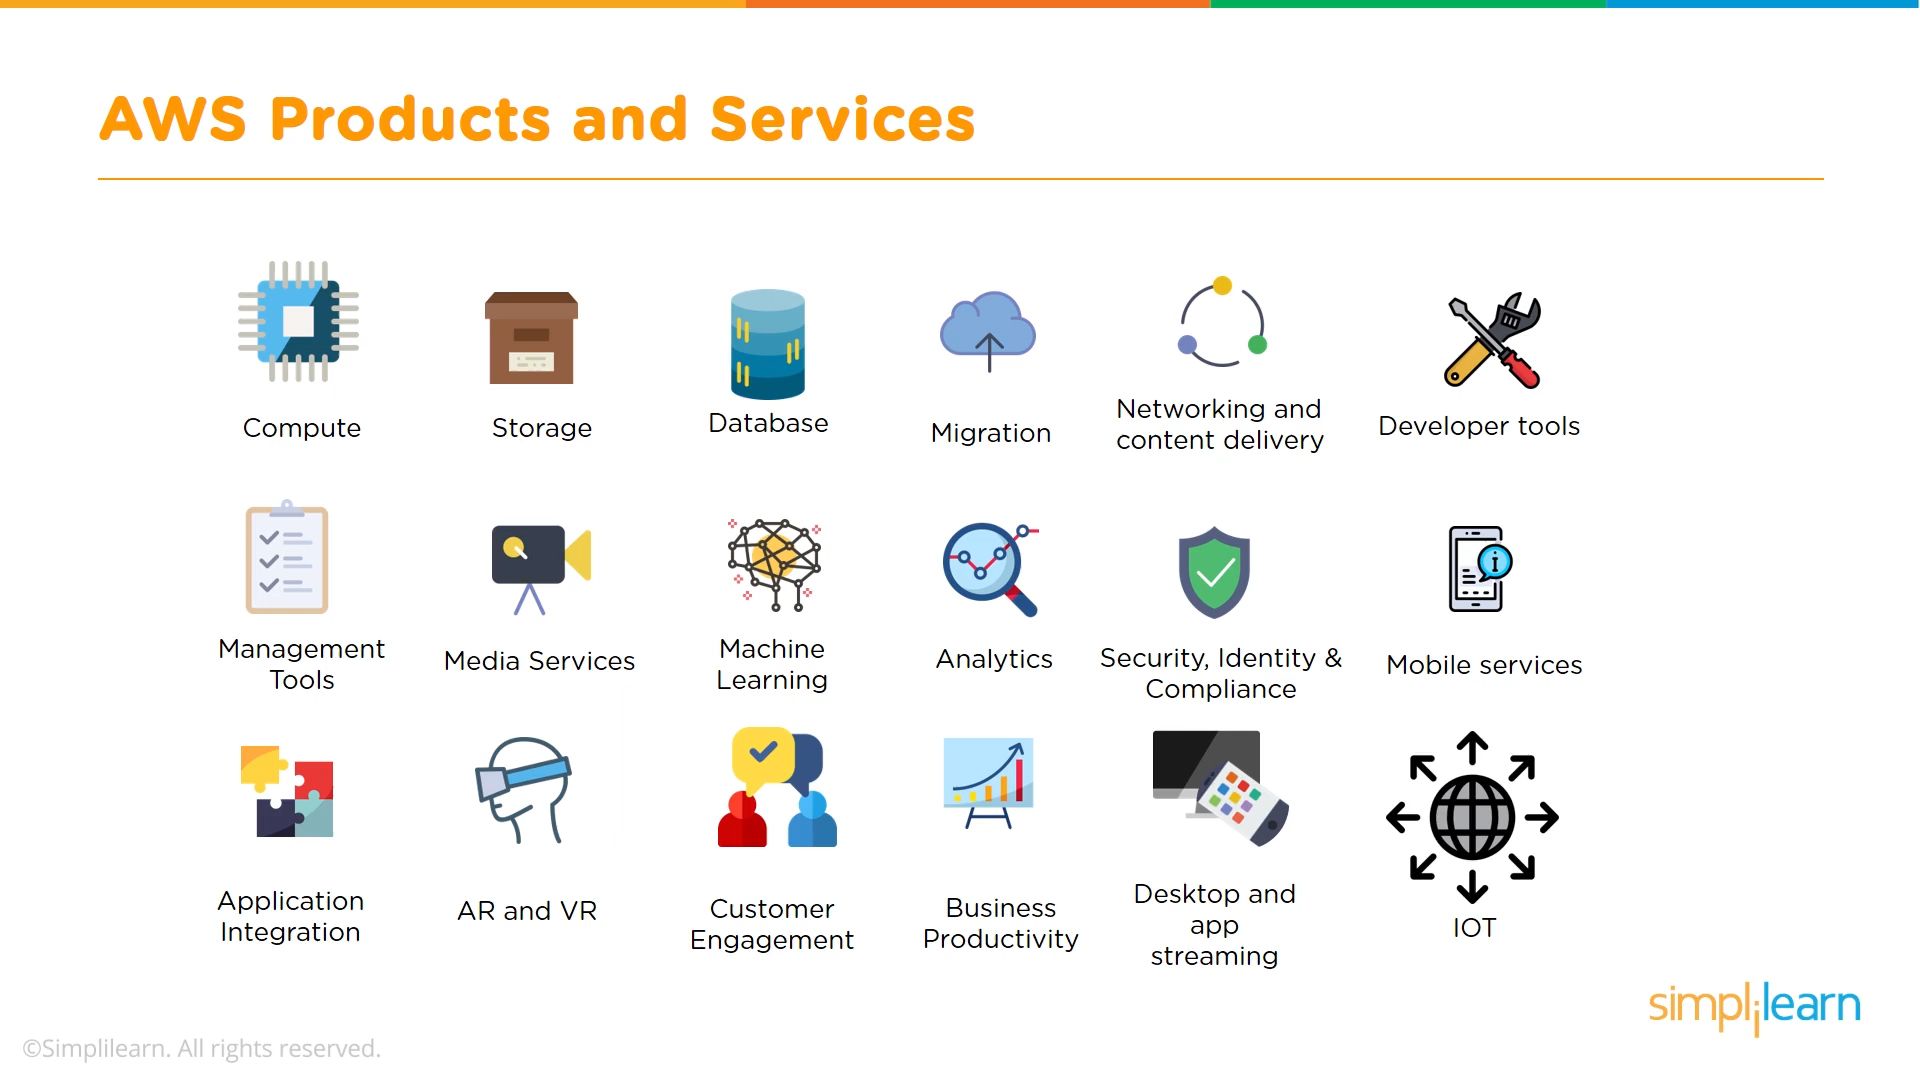 AWS Products and Services
Compute
Storage
Database
Migration
Networking and
content delivery
Developer tools
Management
Tools
Media Services
Machine
Learning
Analytics
Security, Identity &
Compliance
Mobile services
Application
Integration
AR and VR
Customer
Engagement
Business
Productivity
Desktop and
app
streaming
IOT
simplilearn
©Simplilearn. All rights reserved.